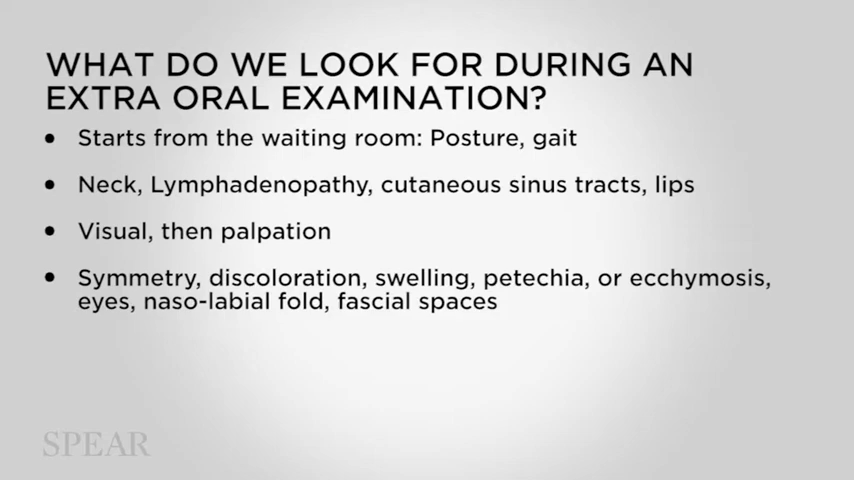 WHAT DO WE LOOK FOR DURING AN
EXTRA ORAL EXAMINATION?
• Starts from the waiting room: Posture, gait
• Neck, Lymphadenopathy, cutaneous sinus tracts, lips
• Visual, then palpation
• Symmetry, discoloration, swelling, petechia, or ecchymosis,
eyes, naso-labial fold, fascial spaces
SPEAR